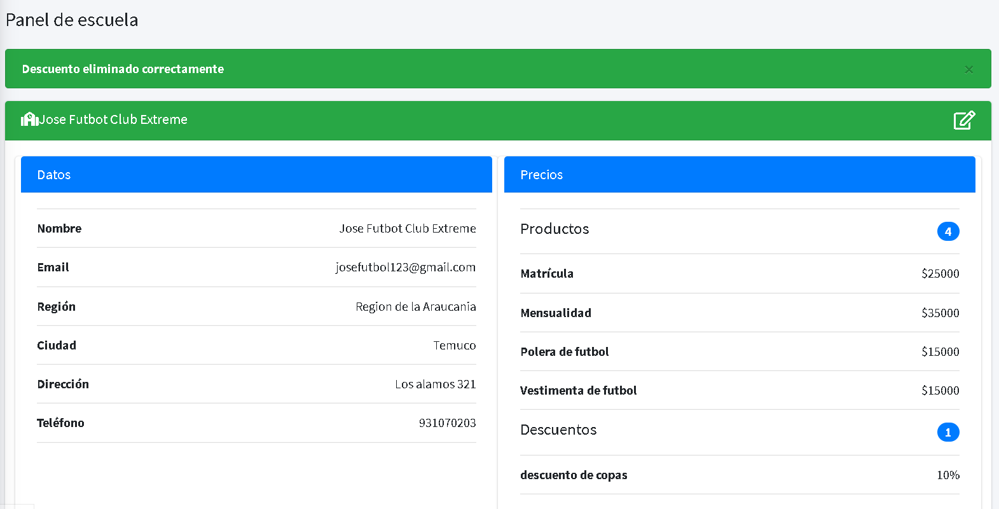 Panel de escuela
Descuento eliminado correctamente
×
Jose Futbot Club Extreme
Datos
Nombre Jose Futbot Club Extreme
Email josefutbol123@gmail.com
Región Region de la Araucania
Ciudad Temuco
Dirección Los alamos 321
Teléfono 931070203
Precios
Productos 4
Matrícula $25000
Mensualidad $35000
Polera de futbol $15000
Vestimenta de futbol $15000
Descuentos 1
descuento de copas 10%